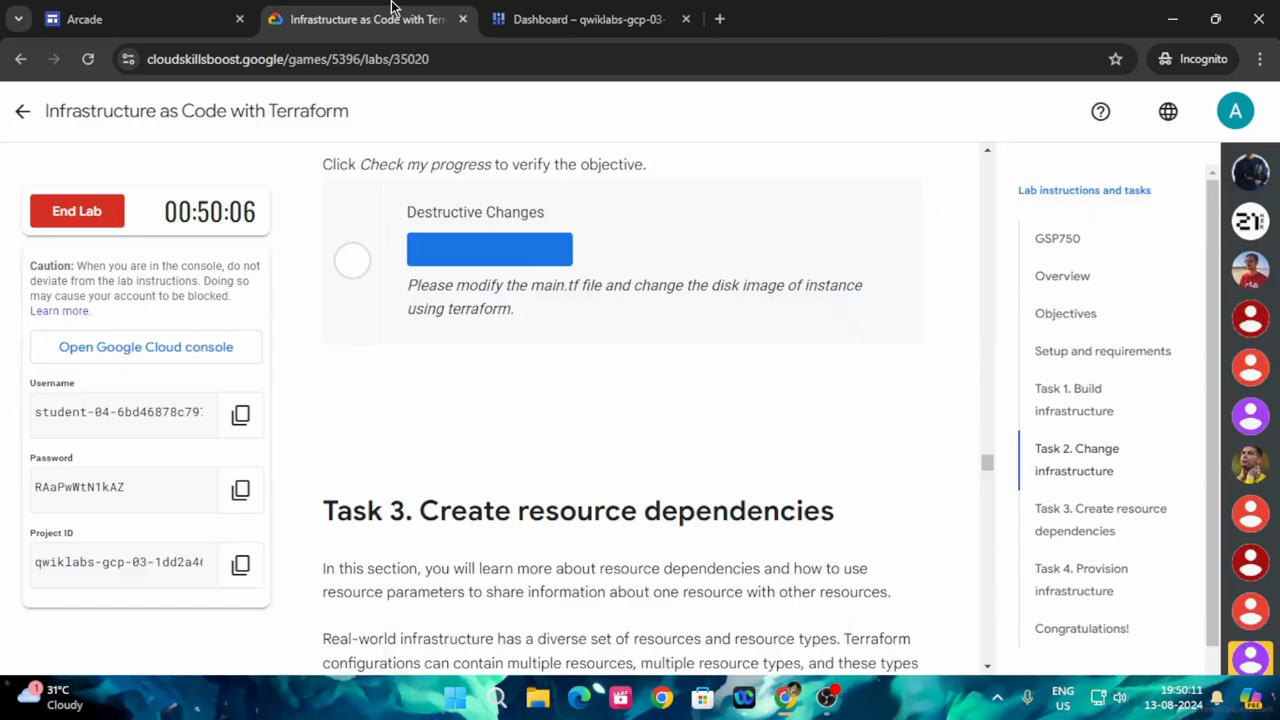 Arcade
Infrastructure as Code with Terr
Dashboard – qwiklabs-gcp-03-
cloudskillsboost.google/games/5396/labs/35020
Incognito
Infrastructure as Code with Terraform
A
Click Check my progress to verify the objective.
End Lab
00:50:06
Caution: When you are in the console, do not
deviate from the lab instructions. Doing so
may cause your account to be blocked.
Learn more.
Open Google Cloud console
Username
student-04-6bd46878c797
Password
RAaPwWtN1kAZ
Project ID
qwiklabs-gcp-03-1dd2a46
Destructive Changes
Please modify the main.tf file and change the disk image of instance
using terraform.
Task 3. Create resource dependencies
In this section, you will learn more about resource dependencies and how to use
resource parameters to share information about one resource with other resources.
Real-world infrastructure has a diverse set of resources and resource types. Terraform
configurations can contain multiple resources, multiple resource types, and these types
Lab instructions and tasks
GSP750
Overview
Objectives
Setup and requirements
Task 1. Build
infrastructure
Task 2. Change
infrastructure
Task 3. Create resource
dependencies
Task 4. Provision
infrastructure
Congratulations!
21
1
31°C
Cloudy
ENG
US
19:50:11
13-08-2024
PRE